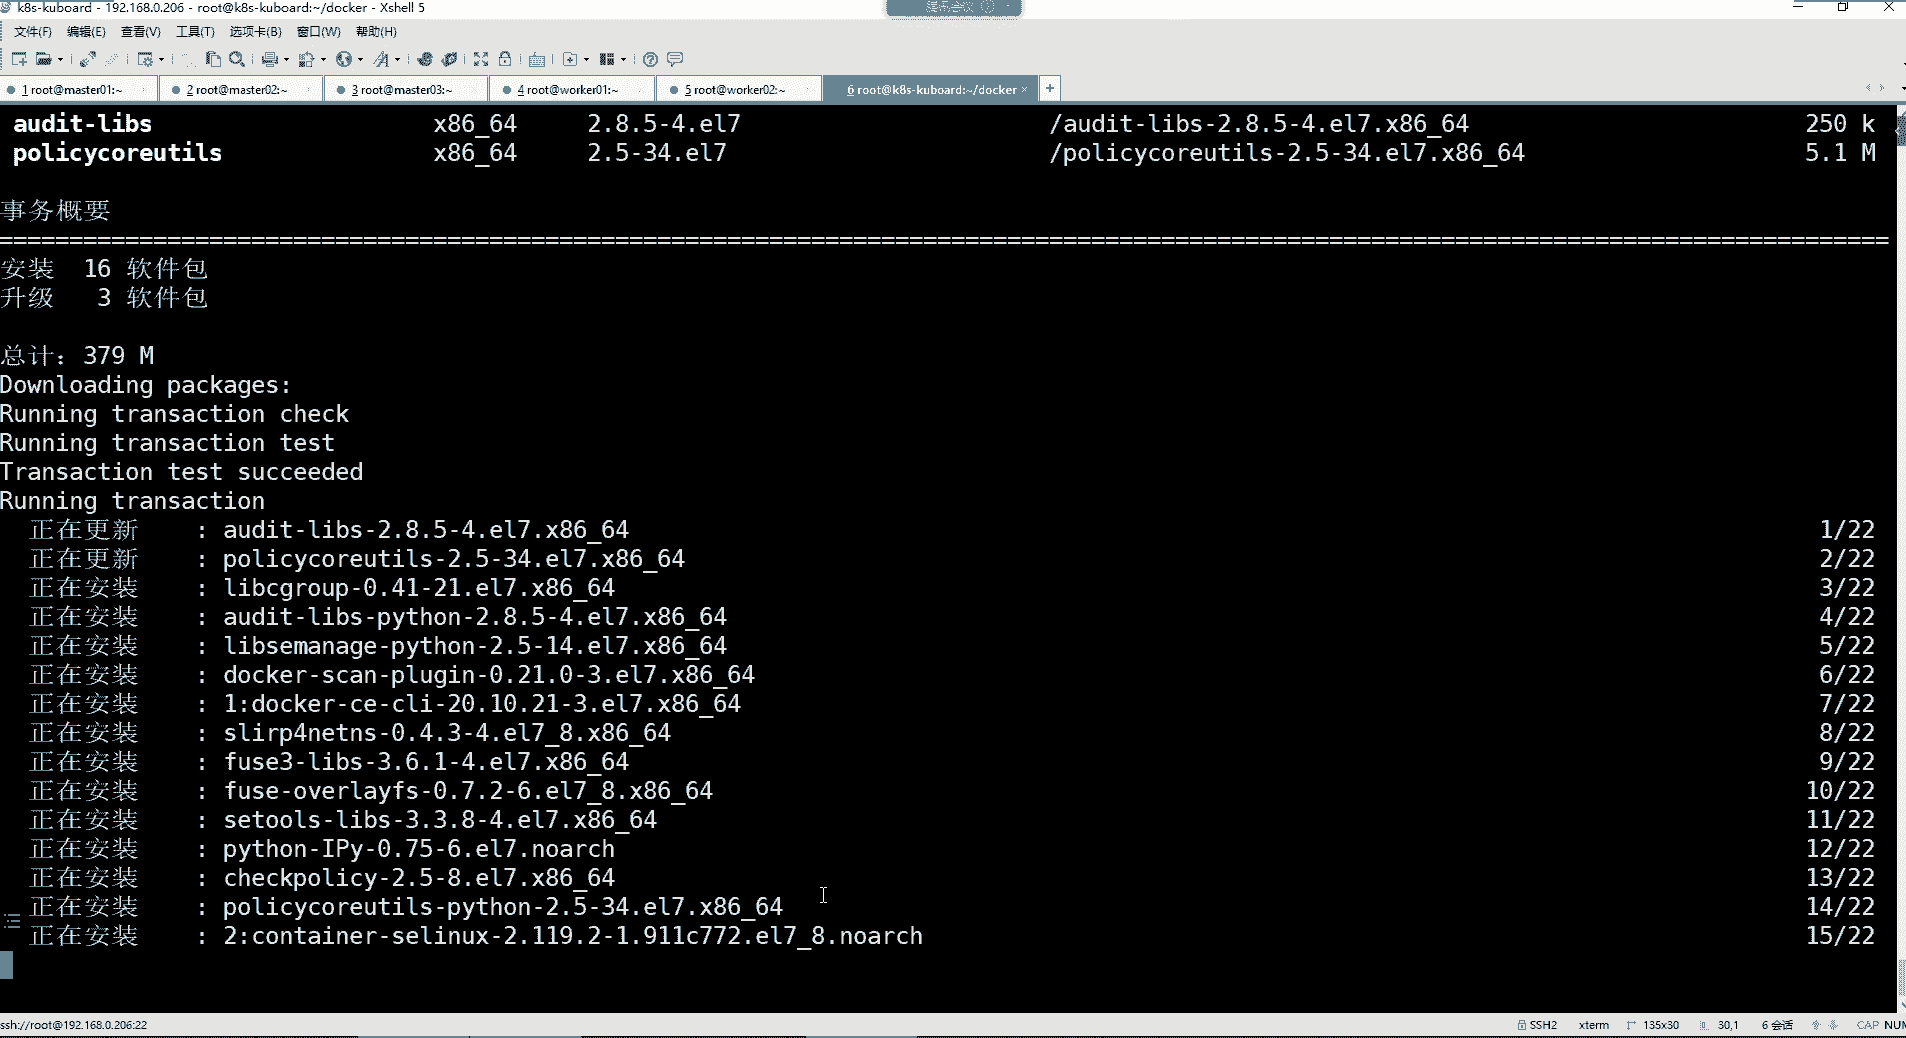 k8s-kuboard - 192.168.0.206 - root@k8s-kuboard:~/docker - Xshell 5
腾讯会议
文件(F) 编辑(E) 查看(V) 工具(T) 选项卡(B) 窗口(W) 帮助(H)
1 root@master01:~ 2 root@master02:~ 3 root@master03:~ 4 root@worker01:~ 5 root@worker02:~ 6 root@k8s-kuboard:~/docker × +
audit-libs x86_64 2.8.5-4.el7 /audit-libs-2.8.5-4.el7.x86_64 250 k
policycoreutils x86_64 2.5-34.el7 /policycoreutils-2.5-34.el7.x86_64 5.1 M
事务概要
安装 16 软件包
升级 3 软件包
总计：379 M
Downloading packages:
Running transaction check
Running transaction test
Transaction test succeeded
Running transaction
正在更新 : audit-libs-2.8.5-4.el7.x86_64 1/22
正在更新 : policycoreutils-2.5-34.el7.x86_64 2/22
正在安装 : libcgroup-0.41-21.el7.x86_64 3/22
正在安装 : audit-libs-python-2.8.5-4.el7.x86_64 4/22
正在安装 : libsemanage-python-2.5-14.el7.x86_64 5/22
正在安装 : docker-scan-plugin-0.21.0-3.el7.x86_64 6/22
正在安装 : 1:docker-ce-cli-20.10.21-3.el7.x86_64 7/22
正在安装 : slirp4netns-0.4.3-4.el7_8.x86_64 8/22
正在安装 : fuse3-libs-3.6.1-4.el7.x86_64 9/22
正在安装 : fuse-overlayfs-0.7.2-6.el7_8.x86_64 10/22
正在安装 : setools-libs-3.3.8-4.el7.x86_64 11/22
正在安装 : python-IPy-0.75-6.el7.noarch 12/22
正在安装 : checkpolicy-2.5-8.el7.x86_64 13/22
正在安装 : policycoreutils-python-2.5-34.el7.x86_64 14/22
正在安装 : 2:container-selinux-2.119.2-1.911c772.el7_8.noarch 15/22
ssh://root@192.168.0.206:22 SSH2 xterm 135x30 30,1 6 会话 CAP NUM